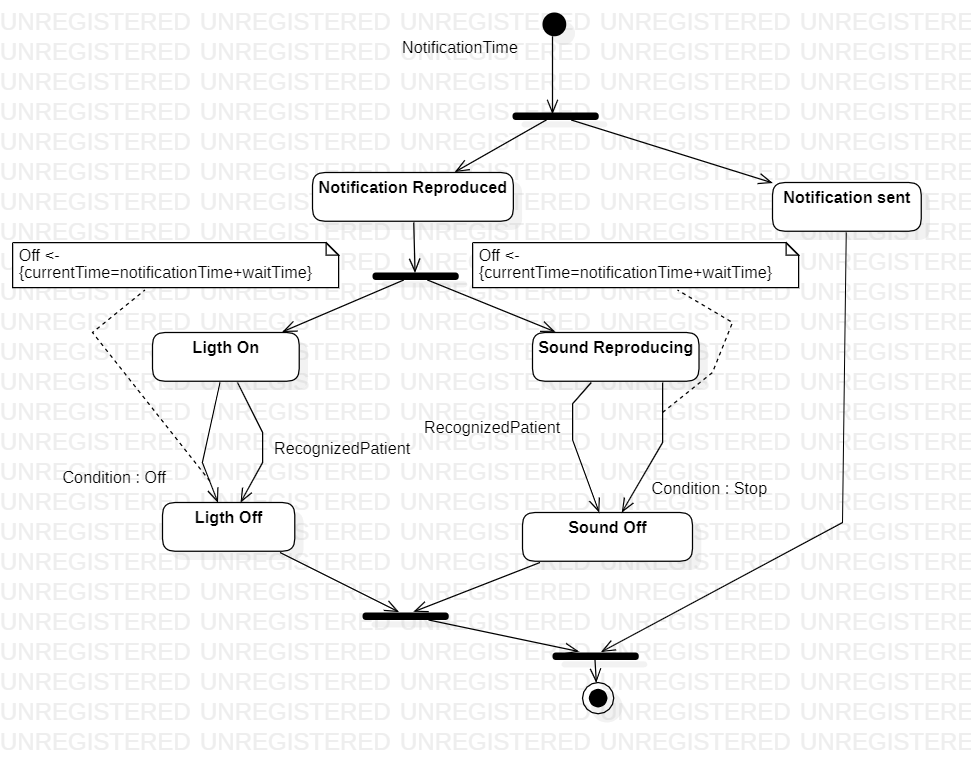 UNREGISTERED UNREGISTERED UNREGISTERED UNREGISTERED UNREGISTERED
NotificationTime
Notification Reproduced
Notification sent
Off <-
{currentTime=notificationTime+waitTime}
Off <-
{currentTime=notificationTime+waitTime}
Ligth On
Sound Reproducing
RecognizedPatient
RecognizedPatient
Condition : Off
Condition : Stop
Ligth Off
Sound Off